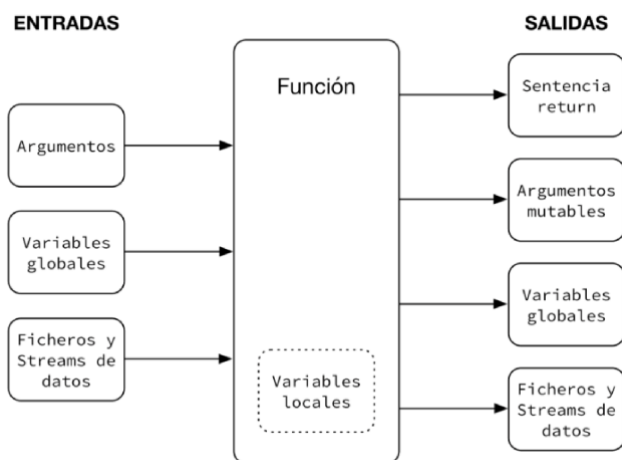 ENTRADAS
SALIDAS
Función
Argumentos
Variables
globales
Ficheros y
Streams de
datos
Variables
locales
Sentencia
return
Argumentos
mutables
Variables
globales
Ficheros y
Streams de
datos